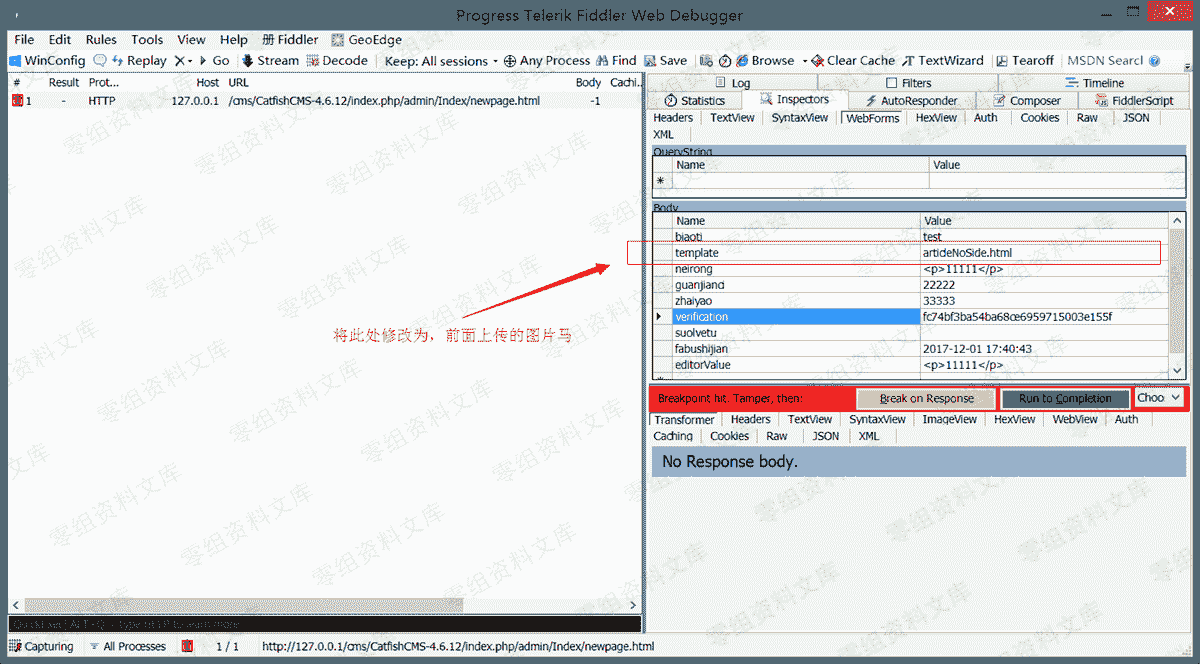 Progress Telerik Fiddler Web Debugger
File Edit Rules Tools View Help 册 Fiddler GeoEdge
WinConfig Replay X Go Stream Decode Keep: All sessions Any Process Find Save Browse Clear Cache TextWizard Tearoff MSDN Searcl
# Result Prot... Host URL Body Cachi..
1 - HTTP 127.0.0.1 /cms/CatfishCMS-4.6.12/index.php/admin/Index/newpage.html -1
Log Filters Timeline
Statistics Inspectors AutoResponder Composer FiddlerScript
Headers TextView SyntaxView WebForms HexView Auth Cookies Raw JSON
XML
QueryString
Name Value
*
Body
Name Value
biaoti test
template articleNoSide.html
neirong <p>11111</p>
guanjianci 22222
zhaiyao 33333
verification fc74bf3ba54ba68ce6959715003e155f
suolvetu
fabushijian 2017-12-01 17:40:43
editorValue <p>11111</p>
将此处修改为，前面上传的图片马
Breakpoint hit. Tamper, then: Break on Response Run to Completion Choo
Transformer Headers TextView SyntaxView ImageView HexView WebView Auth
Caching Cookies Raw JSON XML
No Response body.
Capturing All Processes 1 / 1 http://127.0.0.1/cms/CatfishCMS-4.6.12/index.php/admin/Index/newpage.html
零组资料文库